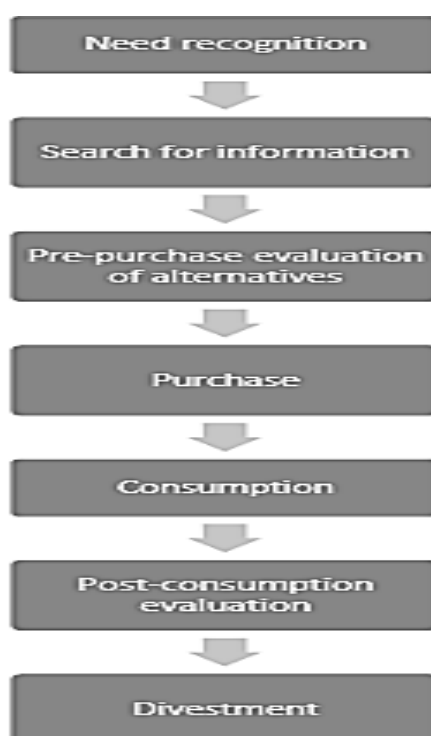 Need recognition
Search for information
Pre-purchase evaluation
of alternatives
Purchase
Consumption
Post-consumption
evaluation
Divestment